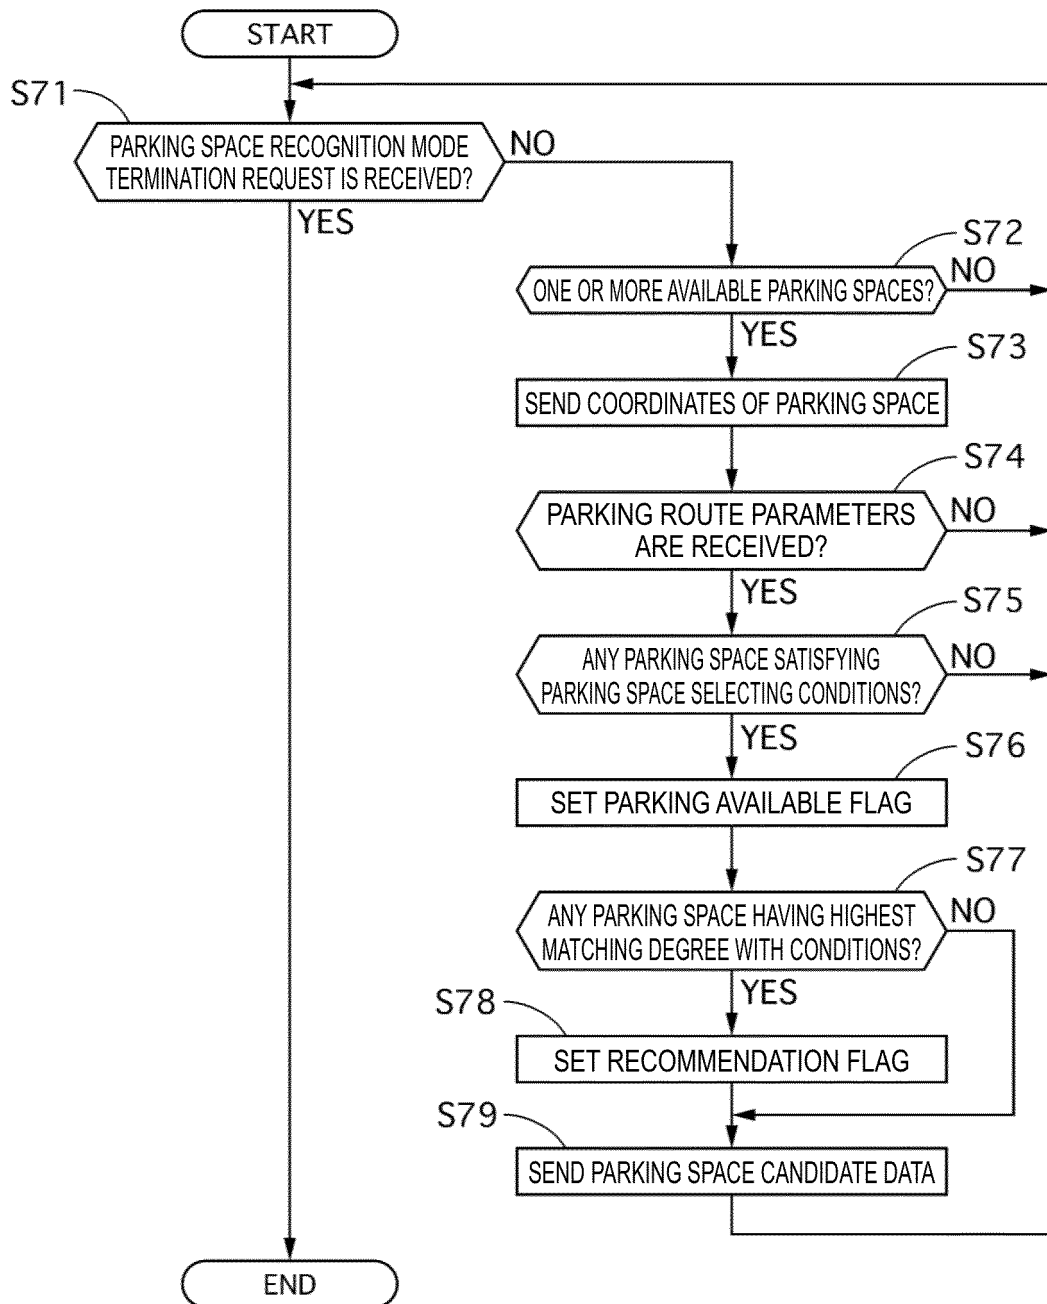 START
S71
PARKING SPACE RECOGNITION MODE
TERMINATION REQUEST IS RECEIVED?
NO
YES
S72
ONE OR MORE AVAILABLE PARKING SPACES?
NO
YES
S73
SEND COORDINATES OF PARKING SPACE
S74
PARKING ROUTE PARAMETERS
ARE RECEIVED?
NO
YES
S75
ANY PARKING SPACE SATISFYING
PARKING SPACE SELECTING CONDITIONS?
NO
YES
S76
SET PARKING AVAILABLE FLAG
S77
ANY PARKING SPACE HAVING HIGHEST
MATCHING DEGREE WITH CONDITIONS?
NO
YES
S78
SET RECOMMENDATION FLAG
S79
SEND PARKING SPACE CANDIDATE DATA
END